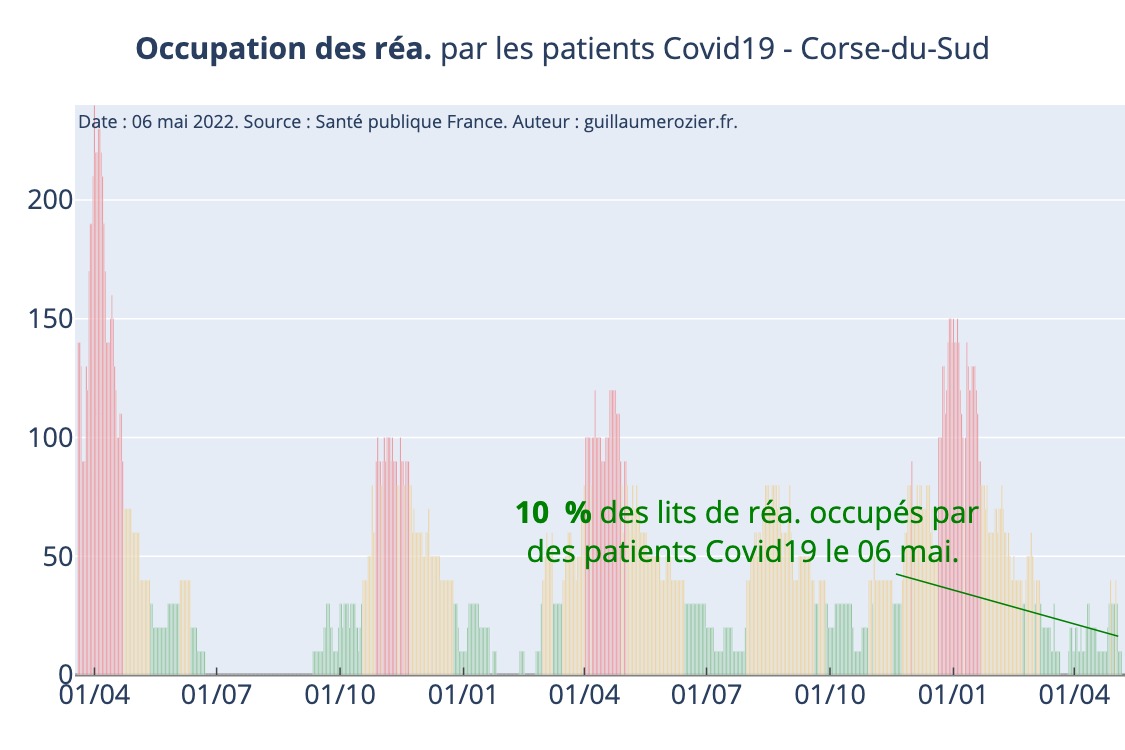 Occupation des réa. par les patients Covid19 - Corse-du-Sud
Date : 06 mai 2022. Source : Santé publique France. Auteur : guillaumerozier.fr.
200
150
100
10 % des lits de réa. occupés par
des patients Covid19 le 06 mai.
50
0
01/04 01/07 01/10 01/01 01/04 01/07 01/10 01/01 01/04